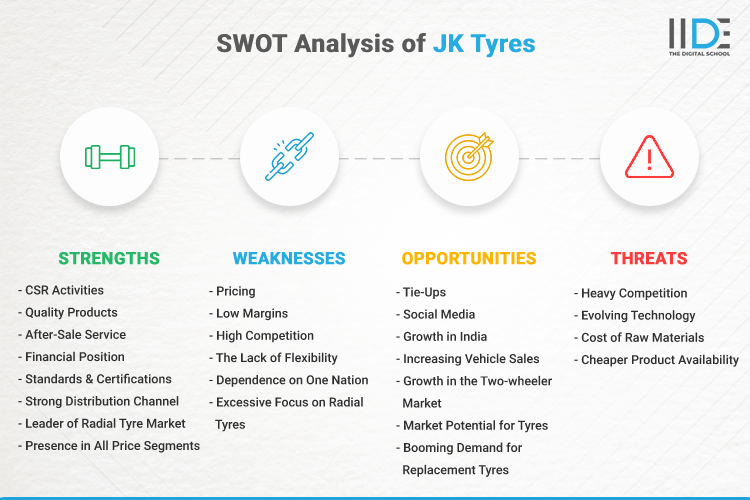 SWOT Analysis of JK Tyres
IIDE
THE DIGITAL SCHOOL
STRENGTHS
- CSR Activities
- Quality Products
- After-Sale Service
- Financial Position
- Standards & Certifications
- Strong Distribution Channel
- Leader of Radial Tyre Market
- Presence in All Price Segments
WEAKNESSES
- Pricing
- Low Margins
- High Competition
- The Lack of Flexibility
- Dependence on One Nation
- Excessive Focus on Radial
Tyres
OPPORTUNITIES
- Tie-Ups
- Social Media
- Growth in India
- Increasing Vehicle Sales
- Growth in the Two-wheeler
Market
- Market Potential for Tyres
- Booming Demand for
Replacement Tyres
THREATS
- Heavy Competition
- Evolving Technology
- Cost of Raw Materials
- Cheaper Product Availability